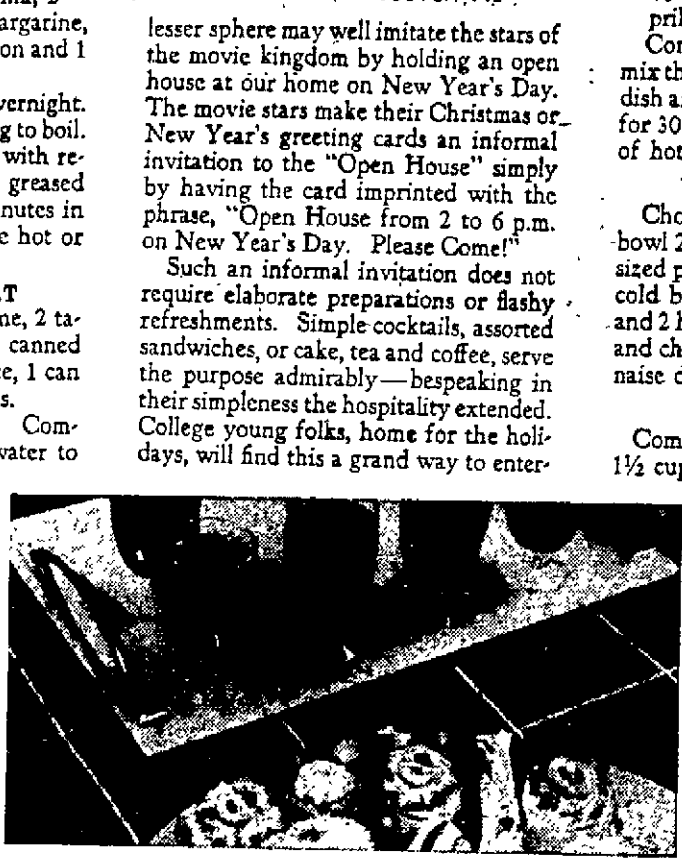 argarine,
on and 1
vernight.
g to boil.
with re-
greased
nutes in
e hot or
T
ne, 2 ta-
canned
ce, 1 can
s.
Com-
water to
lesser sphere may well imitate the stars of
the movie kingdom by holding an open
house at our home on New Year's Day.
The movie stars make their Christmas or
New Year's greeting cards an informal
invitation to the "Open House" simply
by having the card imprinted with the
phrase, "Open House from 2 to 6 p.m.
on New Year's Day. Please Come!"
Such an informal invitation does not
require elaborate preparations or flashy
refreshments. Simple cocktails, assorted
sandwiches, or cake, tea and coffee, serve
the purpose admirably—bespeaking in
their simpleness the hospitality extended.
College young folks, home for the holi-
days, will find this a grand way to enter-
pril
Con
mix th
dish a
for 30
of hot
Cho
bowl 2
sized p
cold b
and 2 h
and ch
naise d
Com
1½ cup